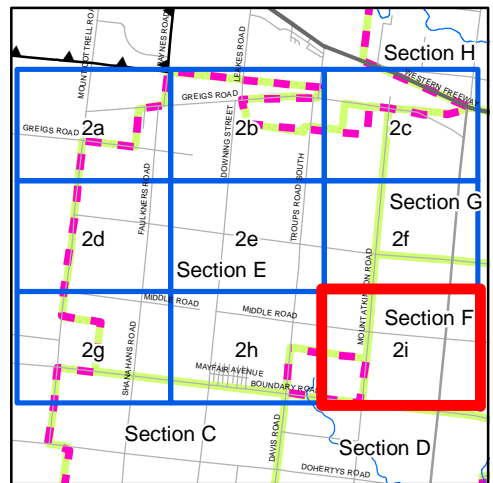 MOUNT COTTRELL ROAD
PAYNES ROAD
LEAKES ROAD
Section H
WESTERN FREEWAY
GREIGS ROAD
2a
2b
2c
GREIGS ROAD
DOWNING STREET
FAULKNERS ROAD
TROUPS ROAD SOUTH
Section G
2d
2e
2f
Section E
MOUNT ATKINSON ROAD
MIDDLE ROAD
MIDDLE ROAD
Section F
2g
2h
2i
SHANAHANS ROAD
MAYFAIR AVENUE
BOUNDARY ROAD
Section C
DAVIS ROAD
Section D
DOHERTYS ROAD